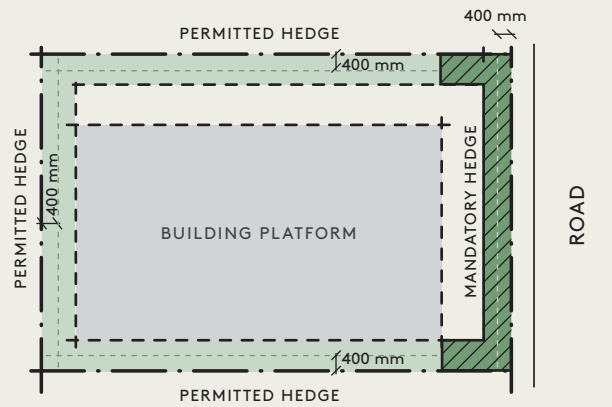 400 mm
PERMITTED HEDGE
400 mm
PERMITTED HEDGE
400 mm
BUILDING PLATFORM
MANDATORY HEDGE
ROAD
400 mm
PERMITTED HEDGE